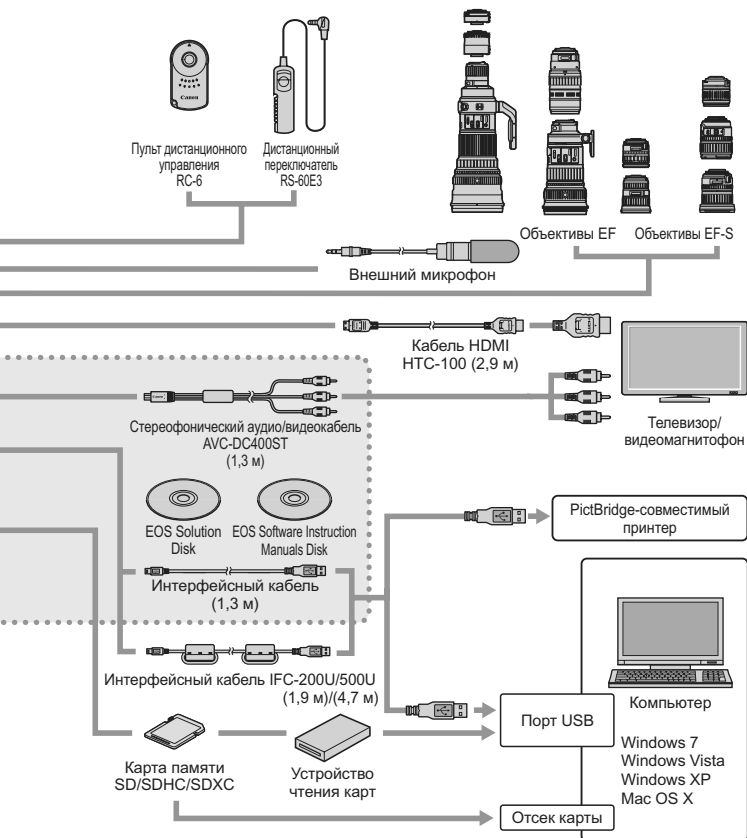 Canon
Пульт дистанционного
управления
RC-6
Дистанционный
переключатель
RS-60E3
Объективы EF
Объективы EF-S
Внешний микрофон
Кабель HDMI
HTC-100 (2,9 м)
Стереофонический аудио/видеокабель
AVC-DC400ST
(1,3 м)
Телевизор/
видеомагнитофон
EOS Solution
Disk
EOS Software Instruction
Manuals Disk
PictBridge-совместимый
принтер
Интерфейсный кабель
(1,3 м)
Интерфейсный кабель IFC-200U/500U
(1,9 м)/(4,7 м)
Компьютер
Порт USB
Windows 7
Windows Vista
Windows XP
Mac OS X
Карта памяти
SD/SDHC/SDXC
Устройство
чтения карт
Отсек карты